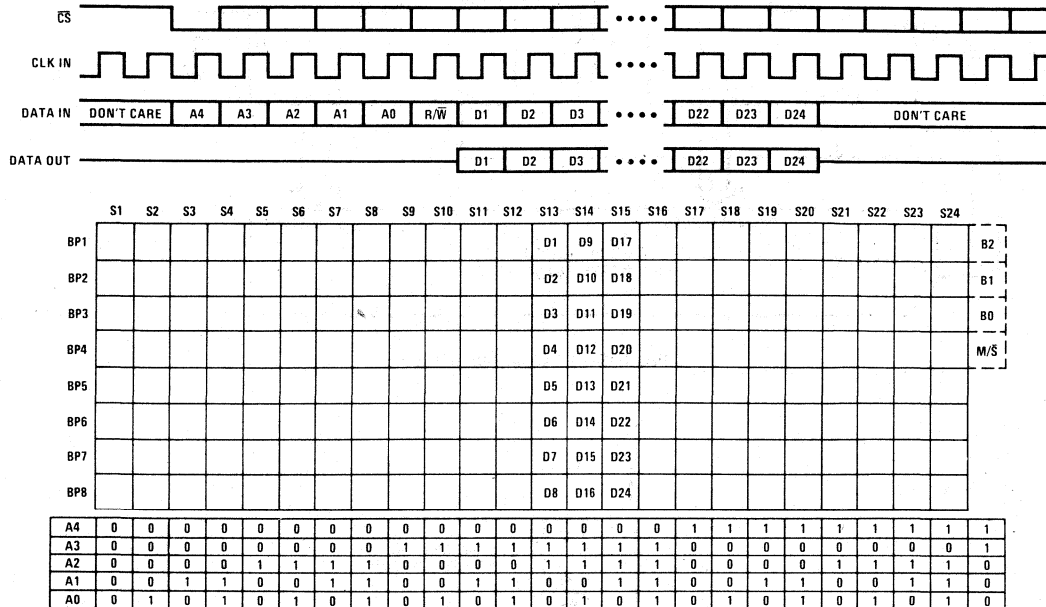 CS
CLK IN
DATA IN DON'T CARE A4 A3 A2 A1 A0 R/W D1 D2 D3 •••• D22 D23 D24 DON'T CARE
DATA OUT D1 D2 D3 •••• D22 D23 D24
S1 S2 S3 S4 S5 S6 S7 S8 S9 S10 S11 S12 S13 S14 S15 S16 S17 S18 S19 S20 S21 S22 S23 S24
BP1 D1 D9 D17 B2
BP2 D2 D10 D18 B1
BP3 D3 D11 D19 B0
BP4 D4 D12 D20 M/S
BP5 D5 D13 D21
BP6 D6 D14 D22
BP7 D7 D15 D23
BP8 D8 D16 D24
A4 0 0 0 0 0 0 0 0 0 0 0 0 0 0 0 0 1 1 1 1 1 1 1 1 1
A3 0 0 0 0 0 0 0 0 1 1 1 1 1 1 1 1 0 0 0 0 0 0 0 0 1
A2 0 0 0 0 1 1 1 1 0 0 0 0 1 1 1 1 0 0 0 0 1 1 1 1 0
A1 0 0 1 1 0 0 1 1 0 0 1 1 0 0 1 1 0 0 1 1 0 0 1 1 0
A0 0 1 0 1 0 1 0 1 0 1 0 1 0 1 0 1 0 1 0 1 0 1 0 1 0